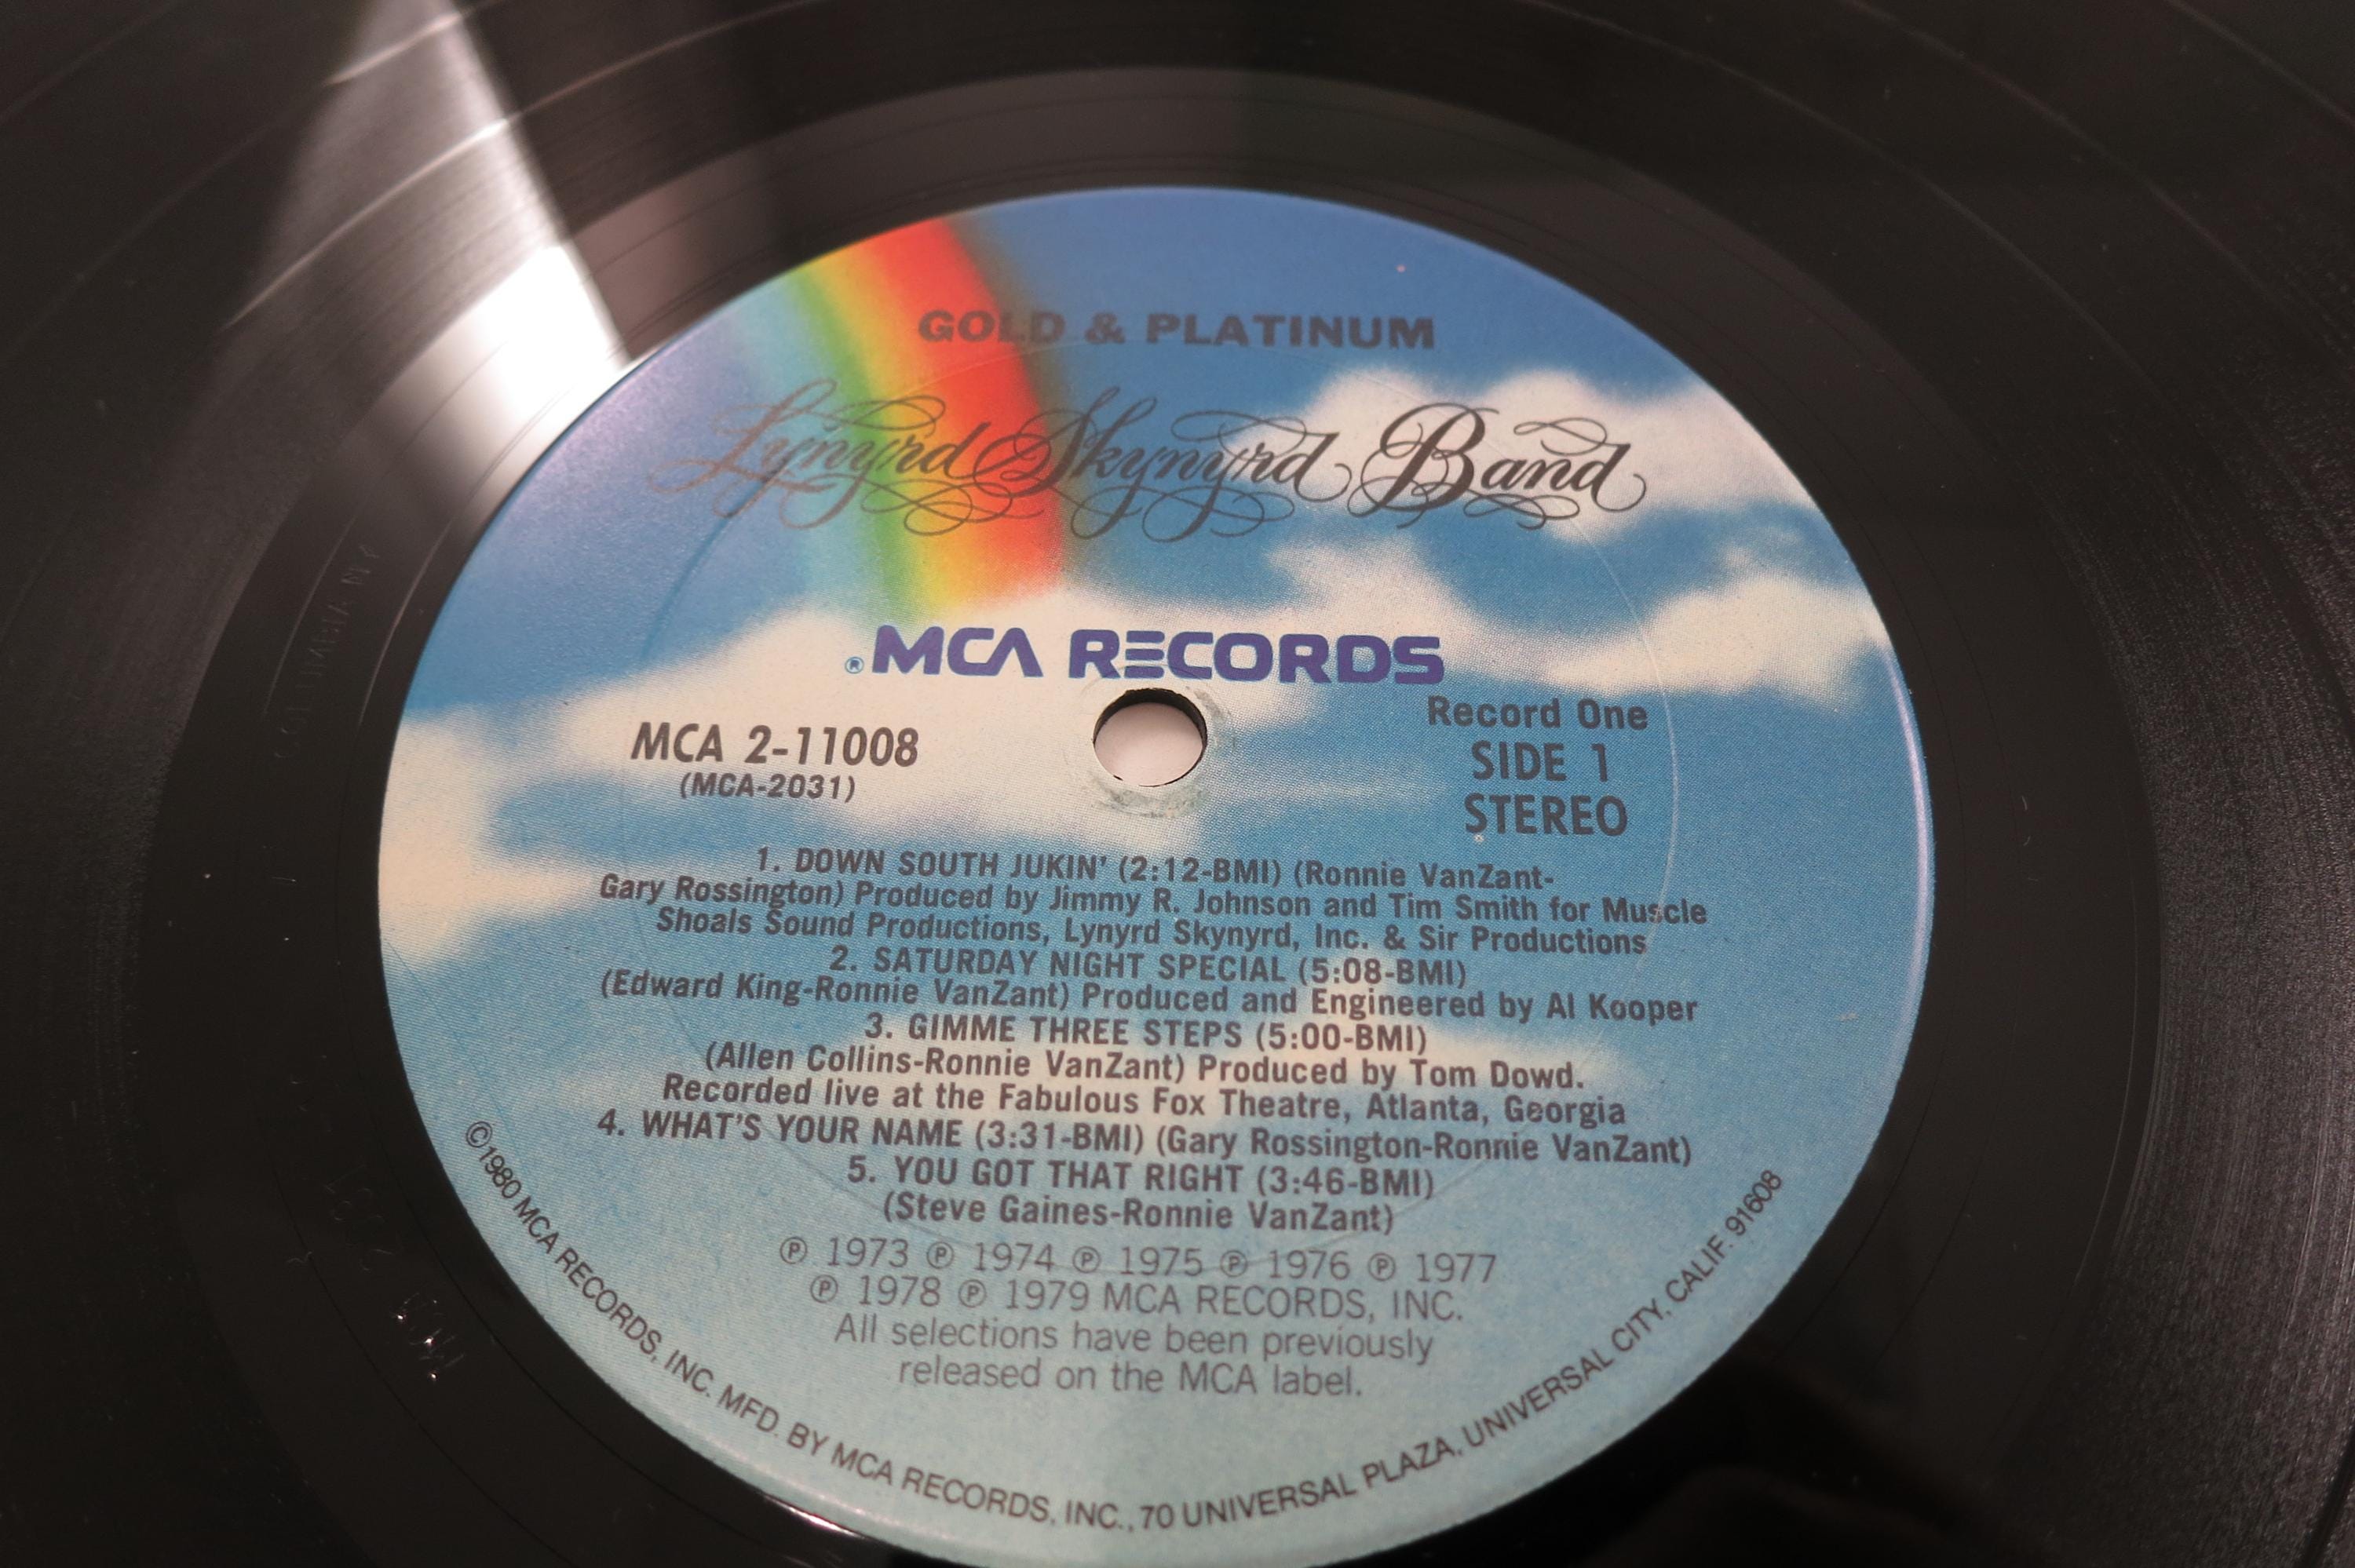 GOLD & PLATINUM
Lynyrd Skynyrd Band
® MCA RECORDS
MCA 2-11008
(MCA-2031)
Record One
SIDE 1
STEREO
1. DOWN SOUTH JUKIN' (2:12-BMI) (Ronnie VanZant-
Gary Rossington) Produced by Jimmy R. Johnson and Tim Smith for Muscle
Shoals Sound Productions, Lynyrd Skynyrd, Inc. & Sir Productions
2. SATURDAY NIGHT SPECIAL (5:08-BMI)
(Edward King-Ronnie VanZant) Produced and Engineered by Al Kooper
3. GIMME THREE STEPS (5:00-BMI)
(Allen Collins-Ronnie VanZant) Produced by Tom Dowd.
Recorded live at the Fabulous Fox Theatre, Atlanta, Georgia
4. WHAT'S YOUR NAME (3:31-BMI) (Gary Rossington-Ronnie VanZant)
5. YOU GOT THAT RIGHT (3:46-BMI)
(Steve Gaines-Ronnie VanZant)
℗ 1973 ℗ 1974 ℗ 1975 ℗ 1976 ℗ 1977
℗ 1978 ℗ 1979 MCA RECORDS, INC.
All selections have been previously
released on the MCA label.
©1980 MCA RECORDS, INC. MFD. BY MCA RECORDS, INC., 70 UNIVERSAL PLAZA, UNIVERSAL CITY, CALIF. 91608
COLUMBIA NY